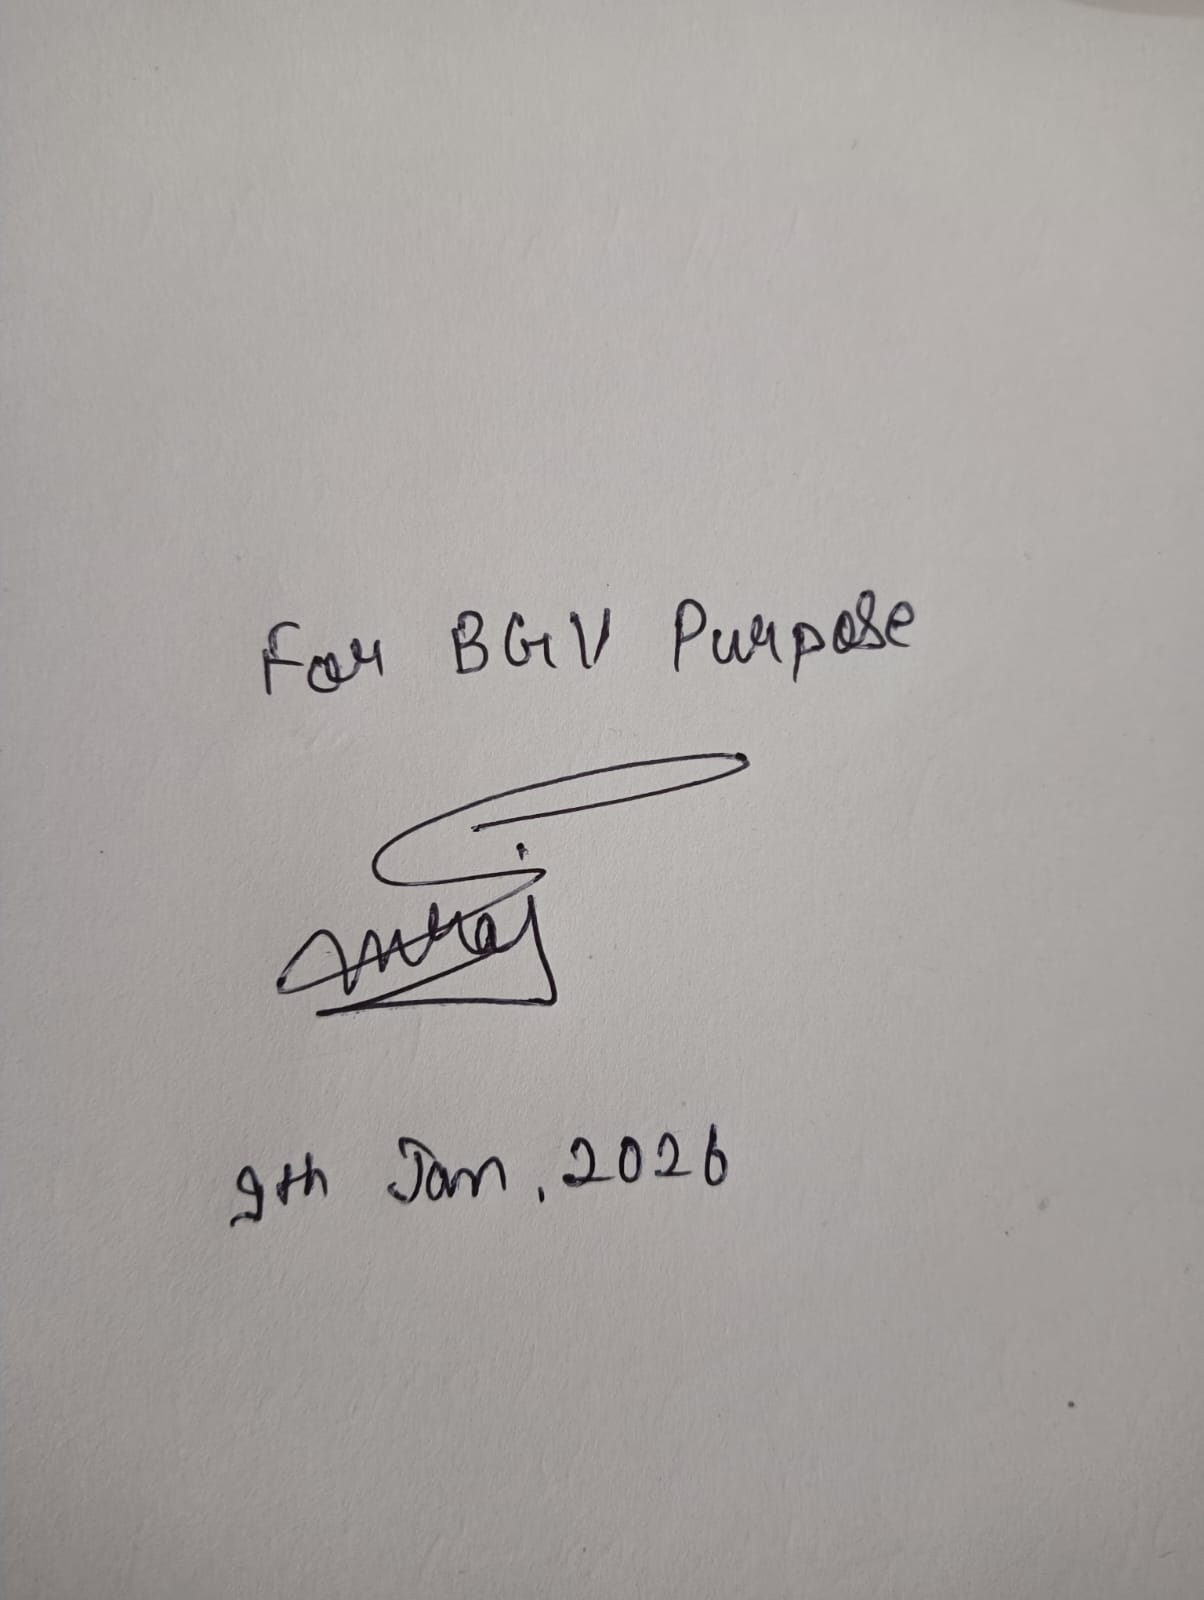 For BGV Purpose
9th Jan, 2026